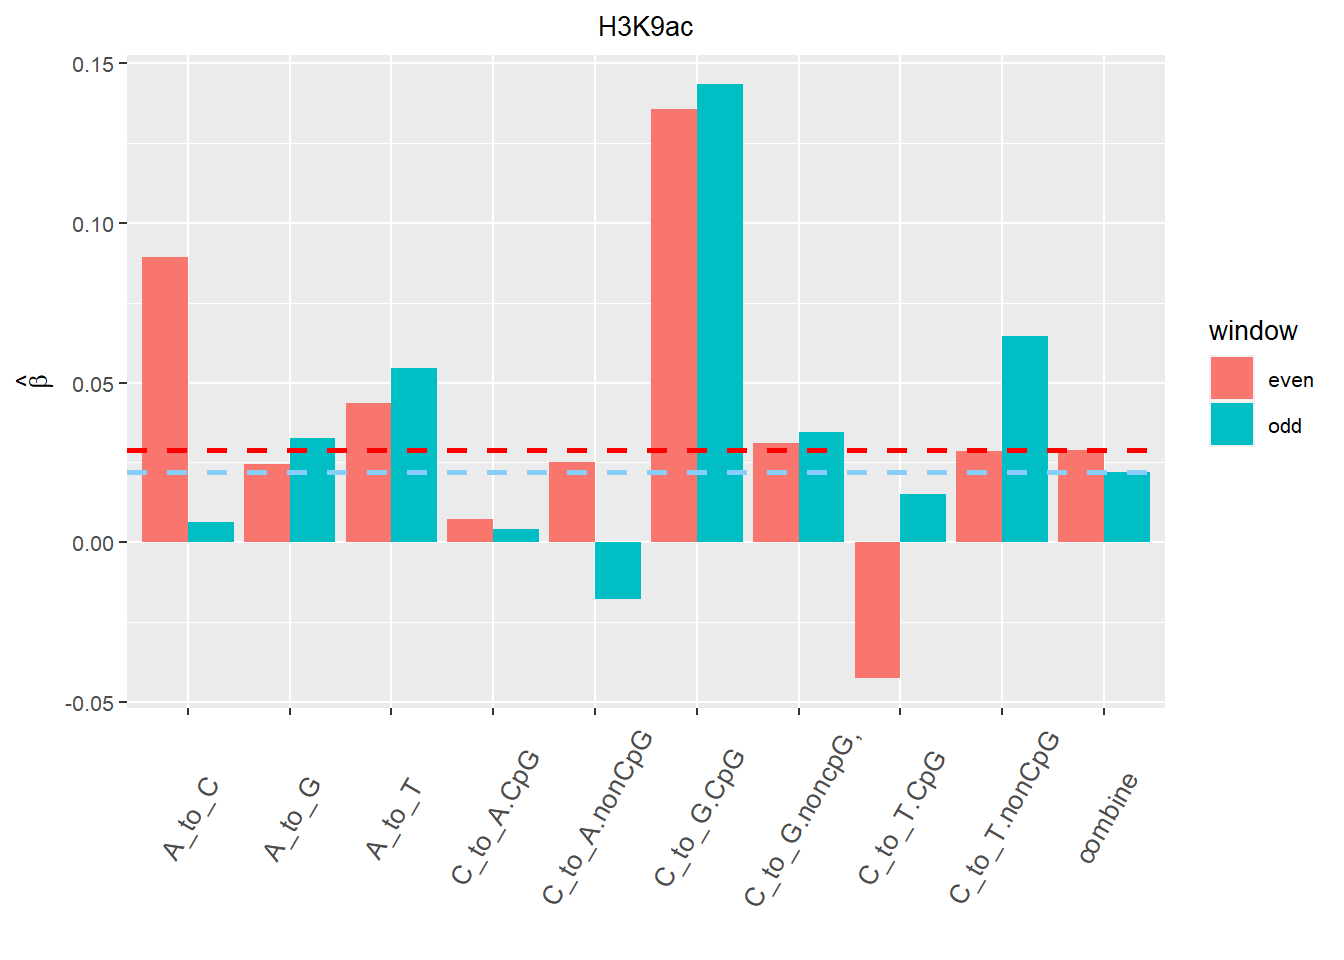 H3K9ac
0.15
0.10
0.05
0.00
-0.05
β̂
A_to_C
A_to_G
A_to_T
C_to_A.CpG
C_to_A.nonCpG
C_to_G.CpG
C_to_G.noncpG,
C_to_T.CpG
C_to_T.nonCpG
combine
window
even
odd